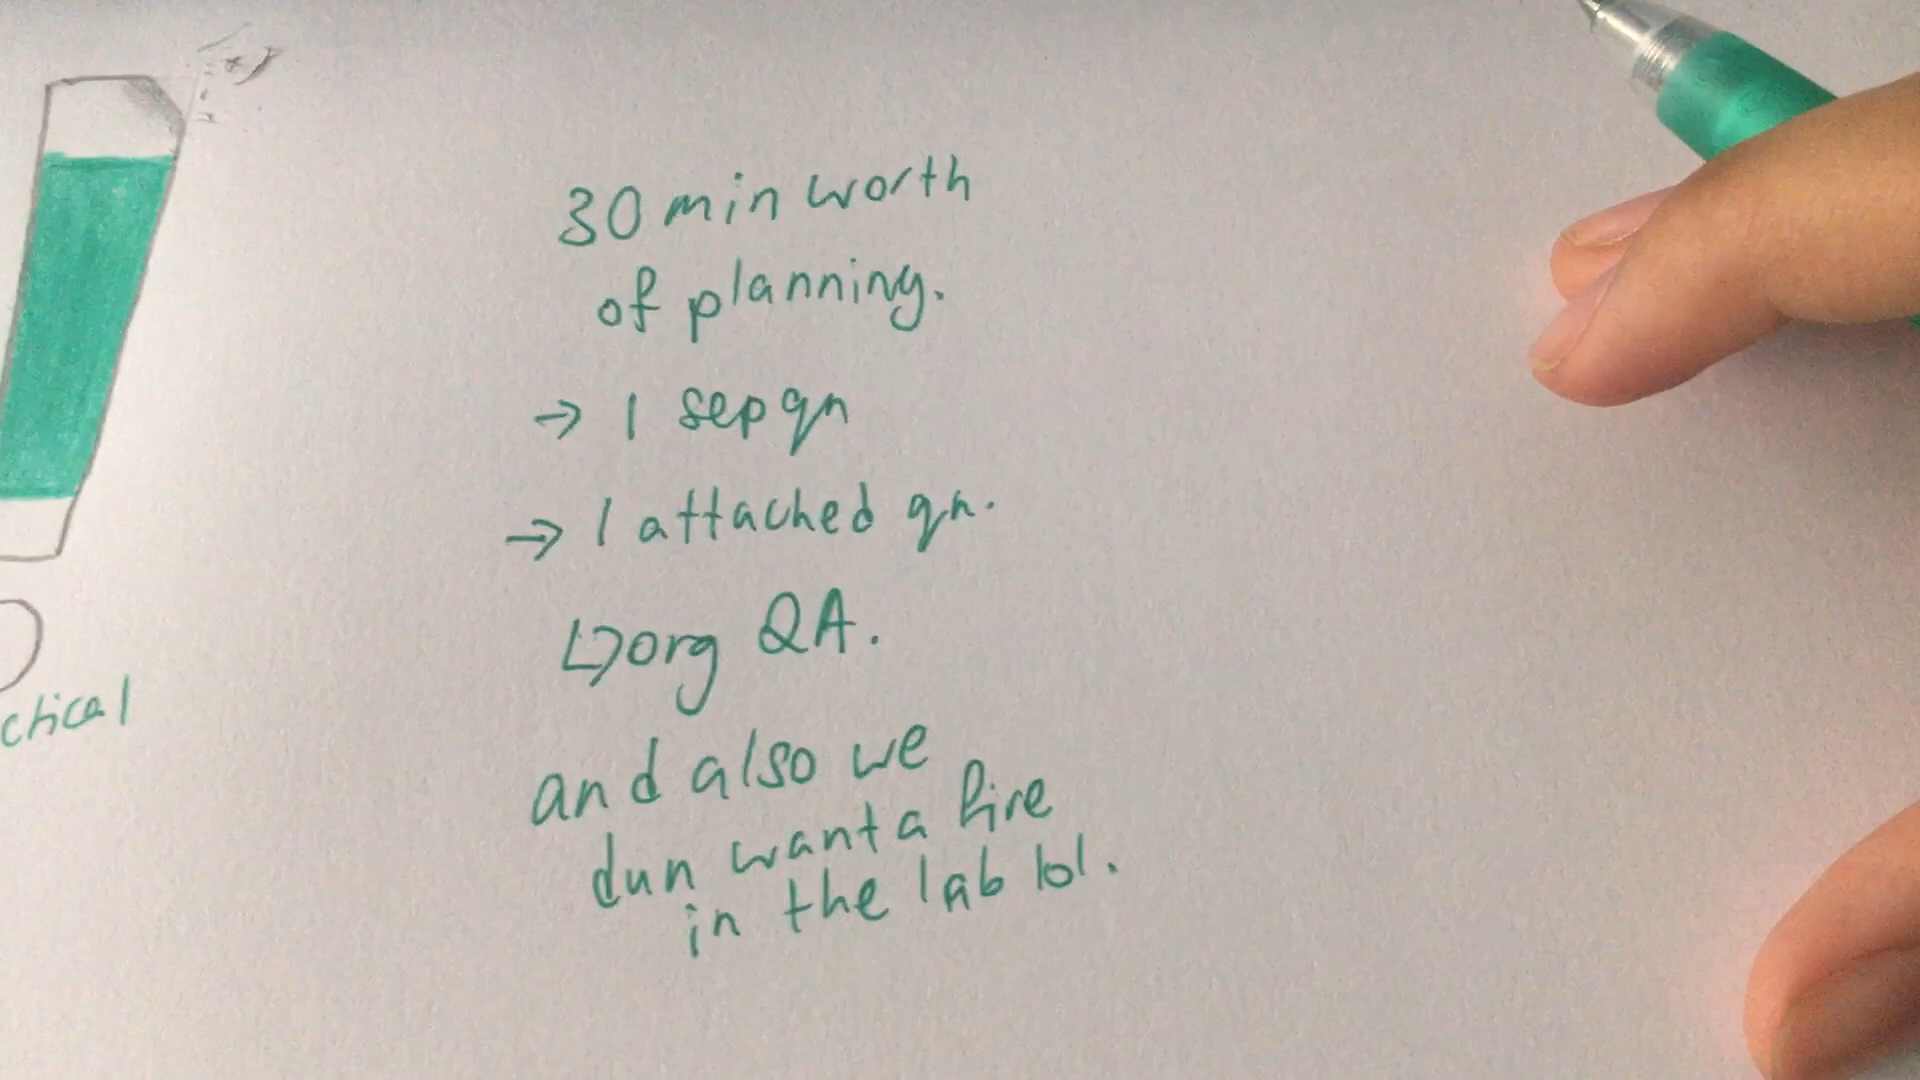 30 min worth
of planning.
→ 1 sep qn
→ 1 attached qn.
↳ org QA.
and also we
dun want a fire
in the lab lol.
ctical